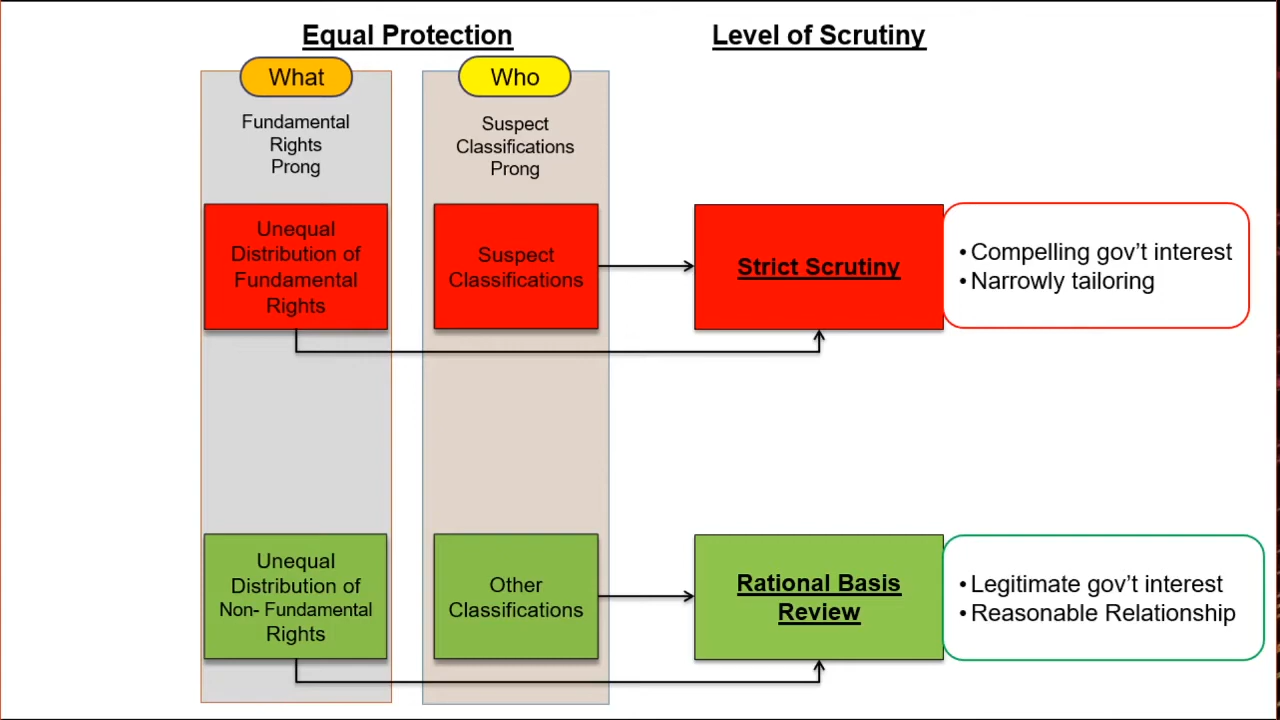 Equal Protection
Level of Scrutiny
What
Who
Fundamental
Rights
Prong
Suspect
Classifications
Prong
Unequal
Distribution of
Fundamental
Rights
Suspect
Classifications
Strict Scrutiny
• Compelling gov’t interest
• Narrowly tailoring
Unequal
Distribution of
Non- Fundamental
Rights
Other
Classifications
Rational Basis
Review
• Legitimate gov’t interest
• Reasonable Relationship